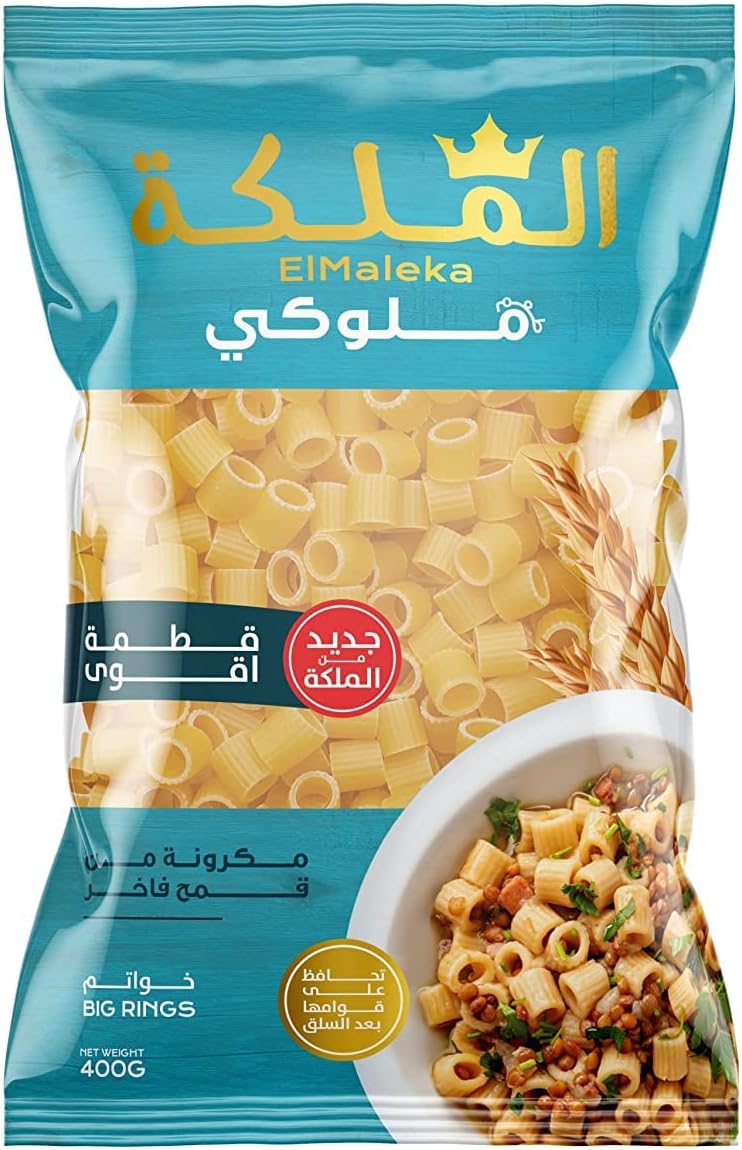 الملكة
ElMaleka
ملوكي
قطمة
اقوى
جديد
من
الملكة
مكرونة من
قمح فاخر
خواتم
BIG RINGS
NET WEIGHT
400G
تحافظ
على
قوامها
بعد السلق